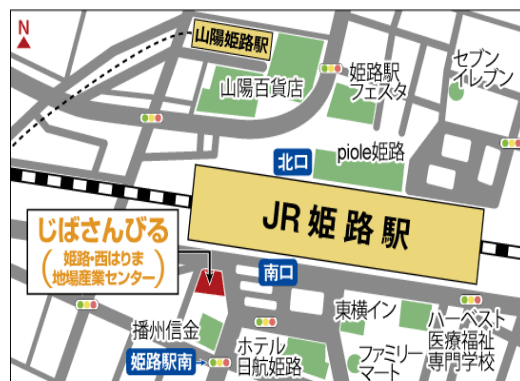 N
山陽姫路駅
山陽百貨店
姫路駅
フェスタ
セブン
イレブン
北口
piole姫路
JR姫路駅
じばさんびる
(姫路・西はりま
地場産業センター)
南口
播州信金
姫路駅南
ホテル
日航姫路
東横イン
ファミリー
マート
ハーベスト
医療福祉
専門学校